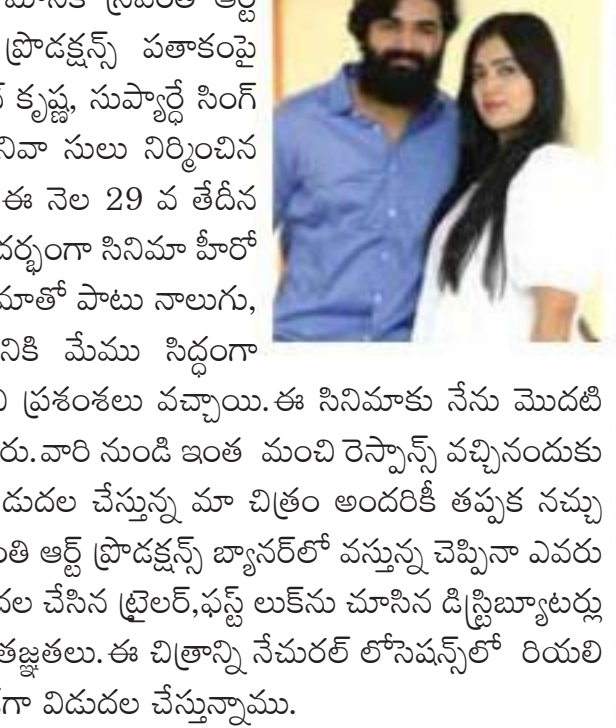 ప్రొడక్షన్స్ పతాకంపై
కృష్ణ, సుప్యార్ధే సింగ్
నివా సులు నిర్మించిన
ఈ నెల 29 వ తేదీన
దర్భంగా సినిమా హీరో
మాతో పాటు నాలుగు,
నికి మేము సిద్ధంగా
ప్రశంశలు వచ్చాయి.ఈ సినిమాకు నేను మొదటి
రు.వారి నుండి ఇంత మంచి రెస్పాన్స్ వచ్చినందుకు
డుదల చేస్తున్న మా చిత్రం అందరికీ తప్పక నచ్చు
తి ఆర్ట్ ప్రొడక్షన్స్ బ్యానర్‌లో వస్తున్న చెప్పినా ఎవరు
దల చేసిన ట్రైలర్,ఫస్ట్ లుక్‌ను చూసిన డిస్ట్రిబ్యూటర్లు
తజ్ఞతలు.ఈ చిత్రాన్ని నేచురల్ లోసెషన్స్‌లో రియలి
గా విడుదల చేస్తున్నాము.